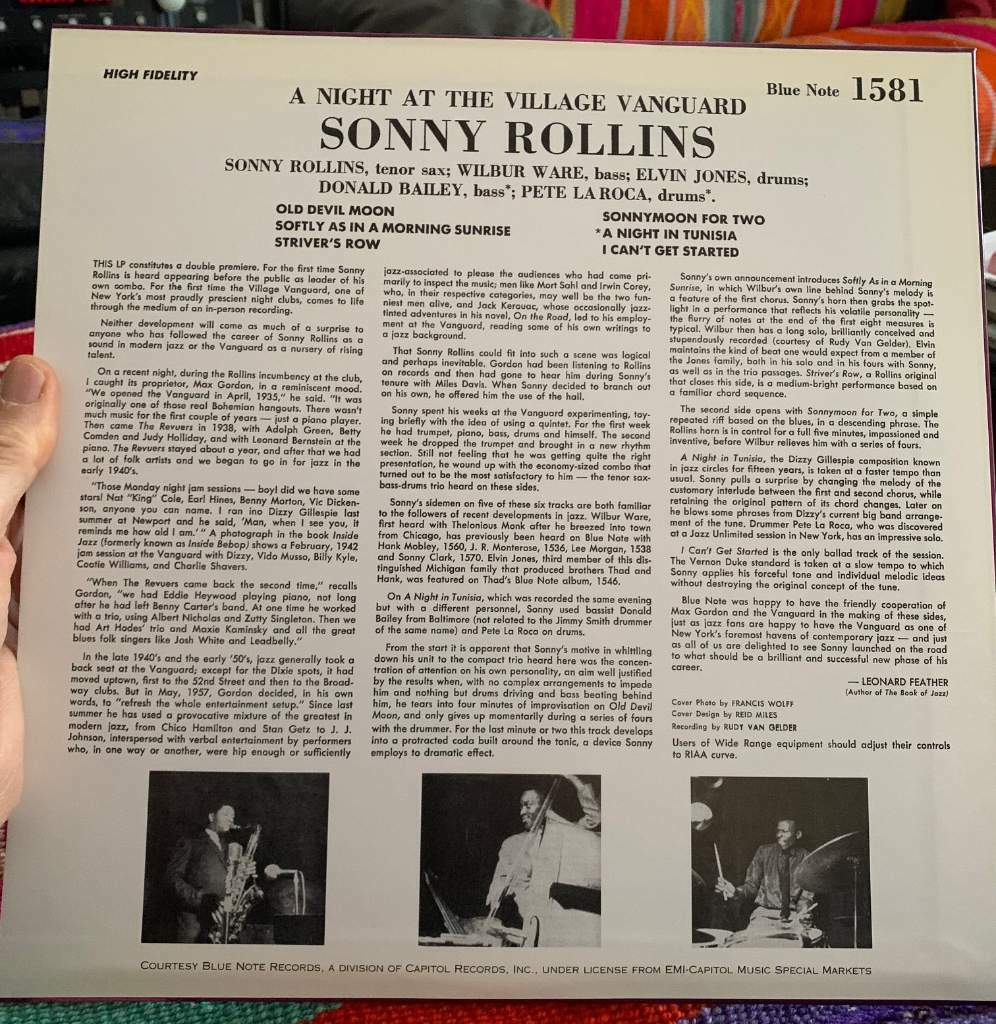 HIGH FIDELITY
Blue Note 1581
A NIGHT AT THE VILLAGE VANGUARD
SONNY ROLLINS
SONNY ROLLINS, tenor sax; WILBUR WARE, bass; ELVIN JONES, drums;
DONALD BAILEY, bass*; PETE LA ROCA, drums*.
OLD DEVIL MOON
SOFTLY AS IN A MORNING SUNRISE
STRIVER'S ROW
SONNYMOON FOR TWO
*A NIGHT IN TUNISIA
I CAN'T GET STARTED
THIS LP constitutes a double premiere. For the first time Sonny
Rollins is heard appearing before the public as leader of his
own combo. For the first time the Village Vanguard, one of
New York's most proudly prescient night clubs, comes to life
through the medium of an in-person recording.
Neither development will come as much of a surprise to
anyone who has followed the career of Sonny Rollins as a
sound in modern jazz or the Vanguard as a nursery of rising
talent.
On a recent night, during the Rollins incumbency at the club,
I caught its proprietor, Max Gordon, in a reminiscent mood.
"We opened the Vanguard in April, 1935," he said. "It was
originally one of those real Bohemian hangouts. There wasn't
much music for the first couple of years — just a piano player.
Then came The Revuers in 1938, with Adolph Green, Betty
Comden and Judy Holliday, and with Leonard Bernstein at the
piano. The Revuers stayed about a year, and after that we had
a lot of folk artists and we began to go in for jazz in the
early 1940's.
"Those Monday night jam sessions — boy! did we have some
stars! Nat "King" Cole, Earl Hines, Benny Morton, Vic Dicken-
son, anyone you can name. I ran ino Dizzy Gillespie last
summer at Newport and he said, 'Man, when I see you, it
reminds me how old I am.' " A photograph in the book Inside
Jazz (formerly known as Inside Bebop) shows a February, 1942
jam session at the Vanguard with Dizzy, Vido Musso, Billy Kyle,
Cootie Williams, and Charlie Shavers.
"When The Revuers came back the second time," recalls
Gordon, "we had Eddie Heywood playing piano, not long
after he had left Benny Carter's band. At one time he worked
with a trio, using Albert Nicholas and Zutty Singleton. Then we
had Art Hodes' trio and Maxie Kaminsky and all the great
blues folk singers like Josh White and Leadbelly."
In the late 1940's and the early '50's, jazz generally took a
back seat at the Vanguard; except for the Dixie spots, it had
moved uptown, first to the 52nd Street and then to the Broad-
way clubs. But in May, 1957, Gordon decided, in his own
words, to "refresh the whole entertainment setup." Since last
summer he has used a provocative mixture of the greatest in
modern jazz, from Chico Hamilton and Stan Getz to J. J.
Johnson, interspersed with verbal entertainment by performers
who, in one way or another, were hip enough or sufficiently
jazz-associated to please the audiences who had come pri-
marily to inspect the music; men like Mort Sahl and Irwin Corey,
who, in their respective categories, may well be the two fun-
niest men alive, and Jack Kerouac, whose occasionally jazz-
tinted adventures in his novel, On the Road, led to his employ-
ment at the Vanguard, reading some of his own writings to
a jazz background.
That Sonny Rollins could fit into such a scene was logical
and perhaps inevitable. Gordon had been listening to Rollins
on records and then had gone to hear him during Sonny's
tenure with Miles Davis. When Sonny decided to branch out
on his own, he offered him the use of the hall.
Sonny spent his weeks at the Vanguard experimenting, toy-
ing briefly with the idea of using a quintet. For the first week
he had trumpet, piano, bass, drums and himself. The second
week he dropped the trumpet and brought in a new rhythm
section. Still not feeling that he was getting quite the right
presentation, he wound up with the economy-sized combo that
turned out to be the most satisfactory to him — the tenor sax-
bass-drums trio heard on these sides.
Sonny's sidemen on five of these six tracks are both familiar
to the followers of recent developments in jazz. Wilbur Ware,
first heard with Thelonious Monk after he breezed into town
from Chicago, has previously been heard on Blue Note with
Hank Mobley, 1560, J. R. Monterose, 1536, Lee Morgan, 1538
and Sonny Clark, 1570. Elvin Jones, third member of this dis-
tinguished Michigan family that produced brothers Thad and
Hank, was featured on Thad's Blue Note album, 1546.
On A Night in Tunisia, which was recorded the same evening
but with a different personnel, Sonny used bassist Donald
Bailey from Baltimore (not related to the Jimmy Smith drummer
of the same name) and Pete La Roca on drums.
From the start it is apparent that Sonny's motive in whittling
down his unit to the compact trio heard here was the concen-
tration of attention on his own personality, an aim well justified
by the results when, with no complex arrangements to impede
him and nothing but drums driving and bass beating behind
him, he tears into four minutes of improvisation on Old Devil
Moon, and only gives up momentarily during a series of fours
with the drummer. For the last minute or two this track develops
into a protracted coda built around the tonic, a device Sonny
employs to dramatic effect.
Sonny's own announcement introduces Softly As in a Morning
Sunrise, in which Wilbur's own line behind Sonny's melody is
a feature of the first chorus. Sonny's horn then grabs the spot-
light in a performance that reflects his volatile personality —
the flurry of notes at the end of the first eight measures is
typical. Wilbur then has a long solo, brilliantly conceived and
stupendously recorded (courtesy of Rudy Van Gelder). Elvin
maintains the kind of beat one would expect from a member of
the Jones family, both in his solo and in his fours with Sonny,
as well as in the trio passages. Striver's Row, a Rollins original
that closes this side, is a medium-bright performance based on
a familiar chord sequence.
The second side opens with Sonnymoon for Two, a simple
repeated riff based on the blues, in a descending phrase. The
Rollins horn is in control for a full five minutes, impassioned and
inventive, before Wilbur relieves him with a series of fours.
A Night in Tunisia, the Dizzy Gillespie composition known
in jazz circles for fifteen years, is taken at a faster tempo than
usual. Sonny pulls a surprise by changing the melody of the
customary interlude between the first and second chorus, while
retaining the original pattern of its chord changes. Later on
he blows some phrases from Dizzy's current big band arrange-
ment of the tune. Drummer Pete La Roca, who was discovered
at a Jazz Unlimited session in New York, has an impressive solo.
I Can't Get Started is the only ballad track of the session.
The Vernon Duke standard is taken at a slow tempo to which
Sonny applies his forceful tone and individual melodic ideas
without destroying the original concept of the tune.
Blue Note was happy to have the friendly cooperation of
Max Gordon and the Vanguard in the making of these sides,
just as jazz fans are happy to have the Vanguard as one of
New York's foremost havens of contemporary jazz — and just
as all of us are delighted to see Sonny launched on the road
to what should be a brilliant and successful new phase of his
career.
— LEONARD FEATHER
(Author of The Book of Jazz)
Cover Photo by FRANCIS WOLFF
Cover Design by REID MILES
Recording by RUDY VAN GELDER
Users of Wide Range equipment should adjust their controls
to RIAA curve.
COURTESY BLUE NOTE RECORDS, A DIVISION OF CAPITOL RECORDS, INC., UNDER LICENSE FROM EMI-CAPITOL MUSIC SPECIAL MARKETS